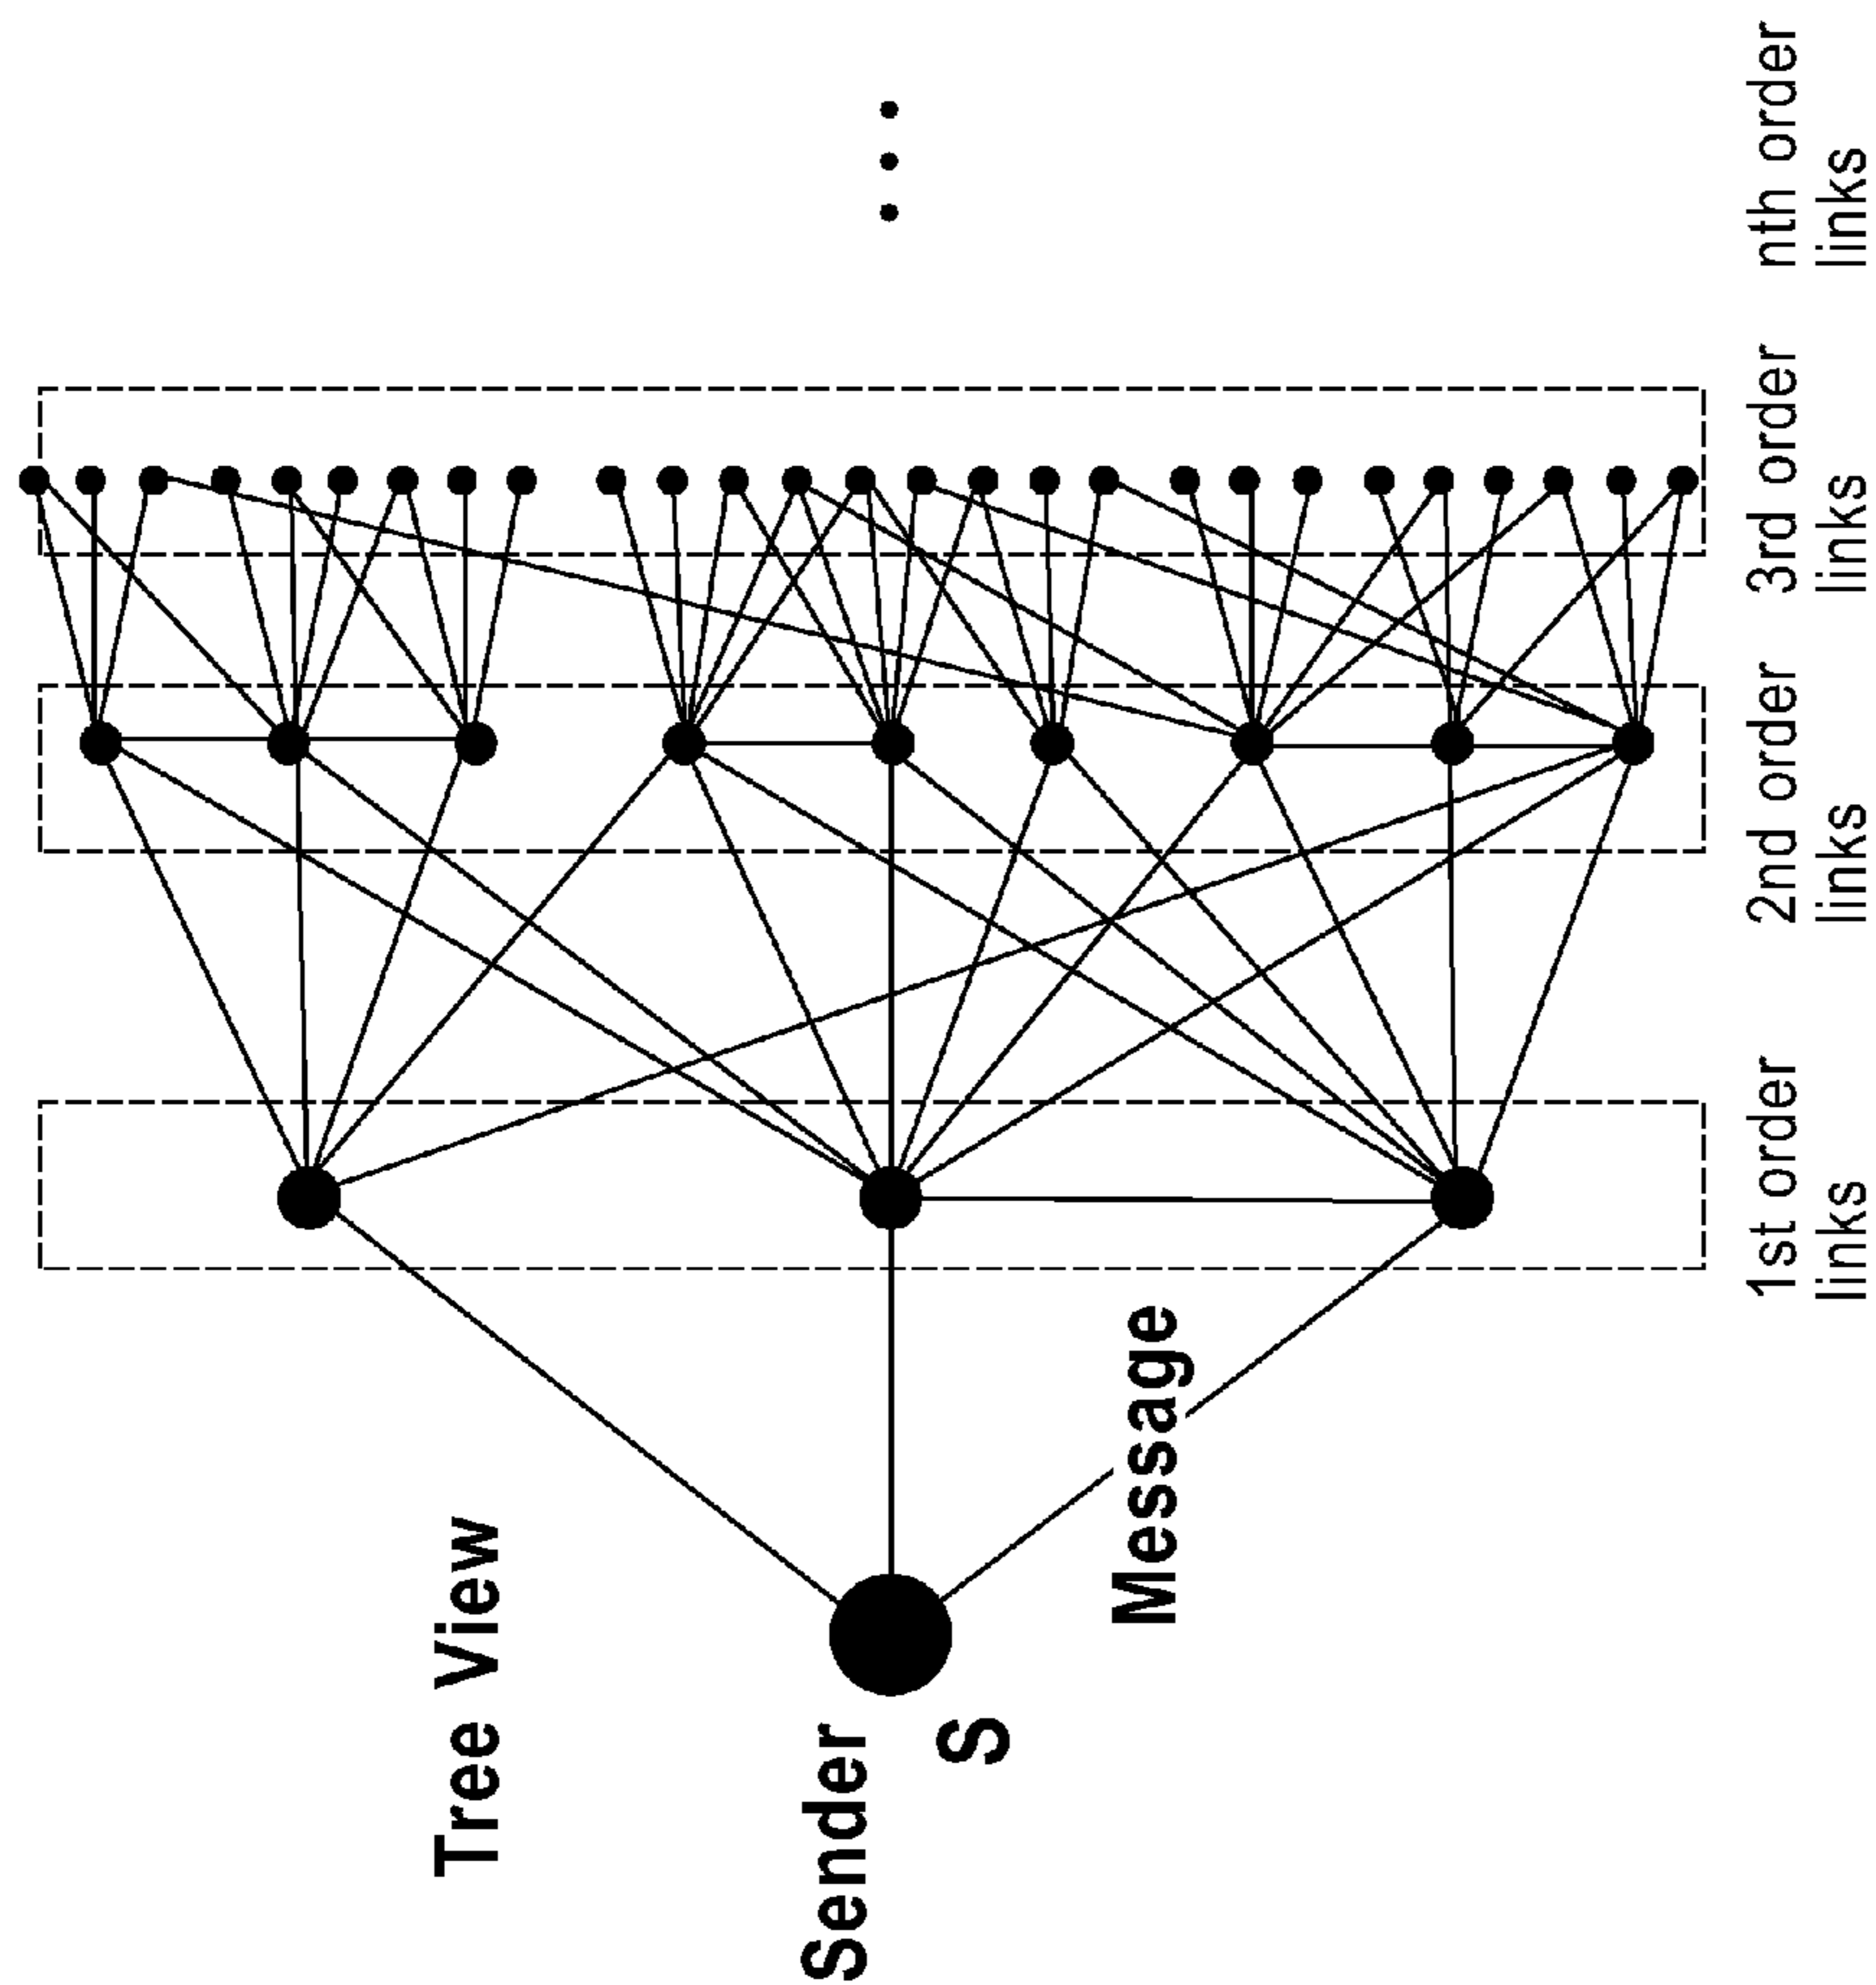 Tree View
Sender
S
Message
1st order
links
2nd order
links
3rd order
links
nth order
links